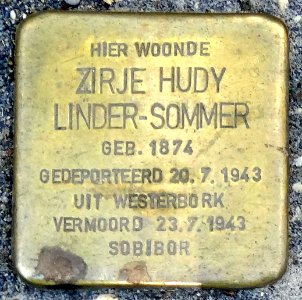 HIER WOONDE
ZIRJE HUDY
LINDER-SOMMER
GEB. 1874
GEDEPORTEERD 20.7.1943
UIT WESTERBORK
VERMOORD 23.7.1943
SOBIBOR